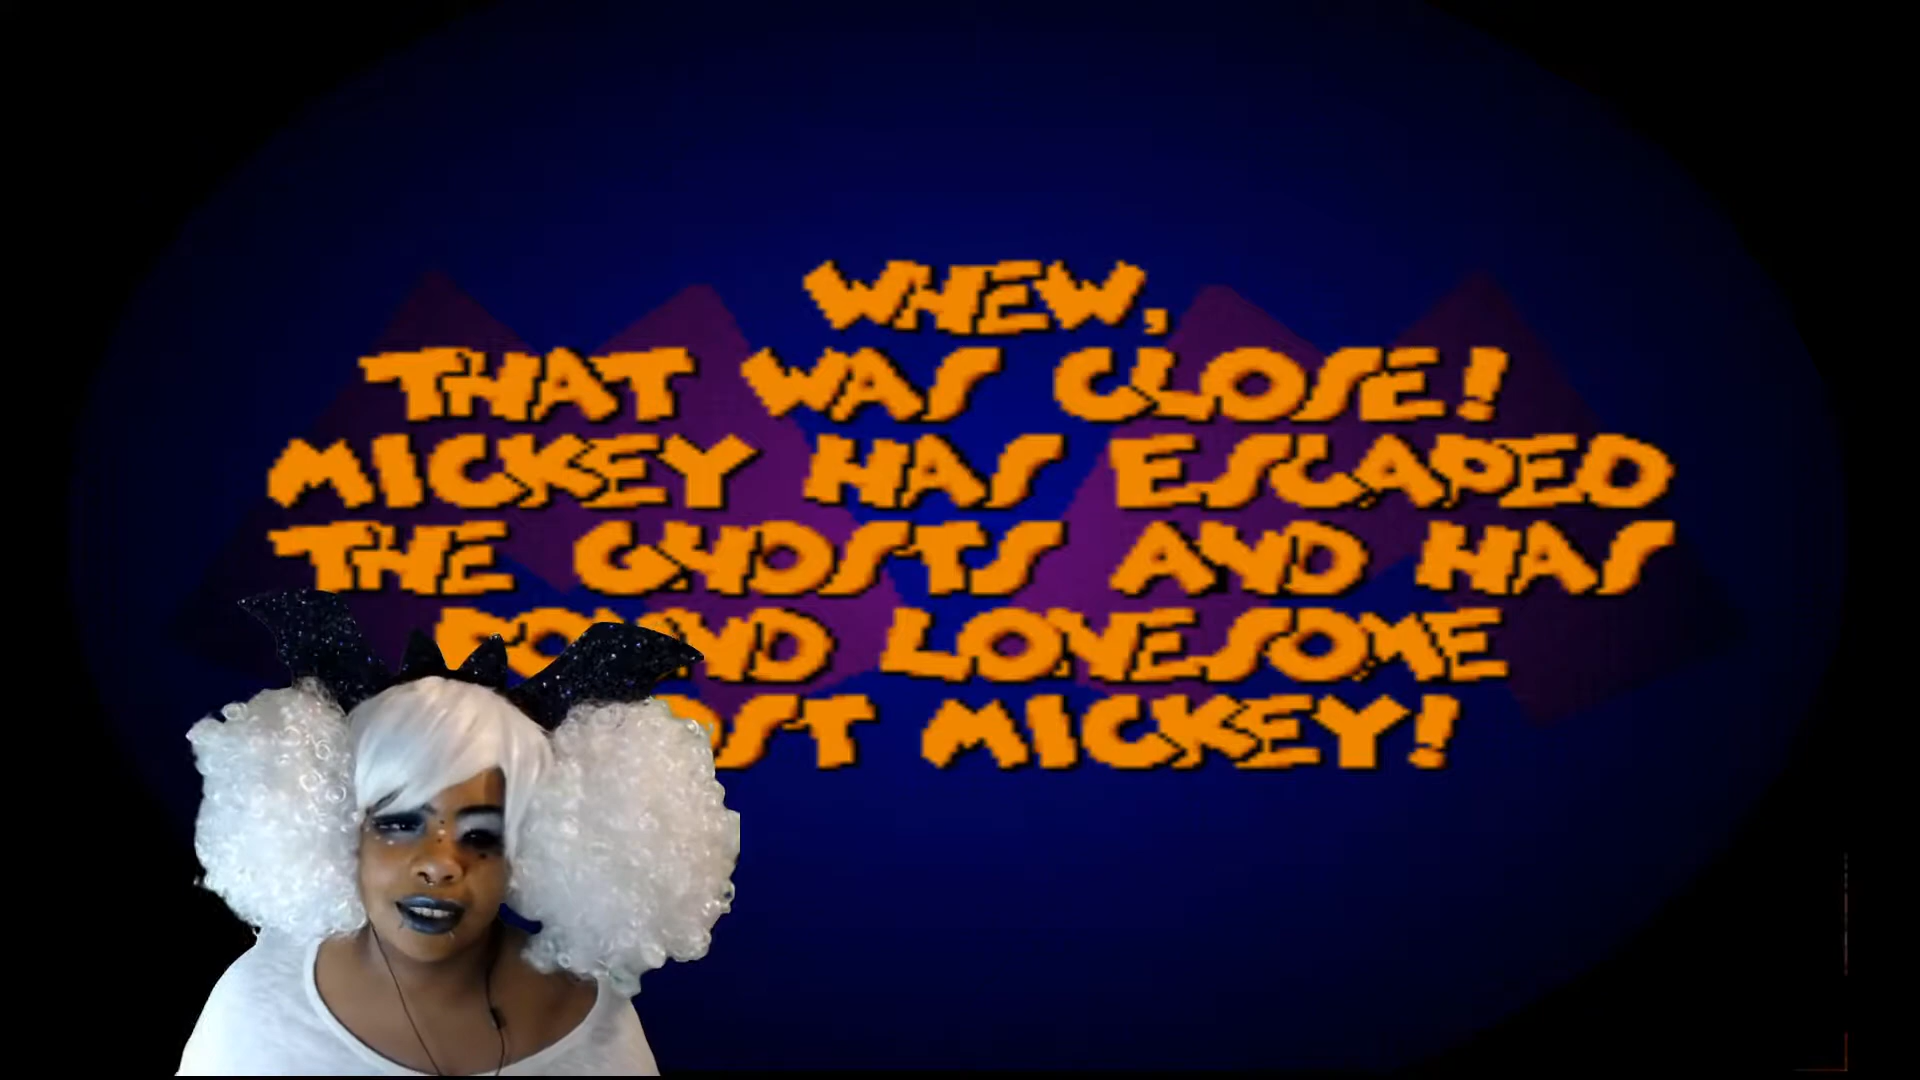 WHEW,
THAT WAS CLOSE!
MICKEY HAS ESCAPED
THE GHOSTS AND HAS
LONESOME
MICKEY!